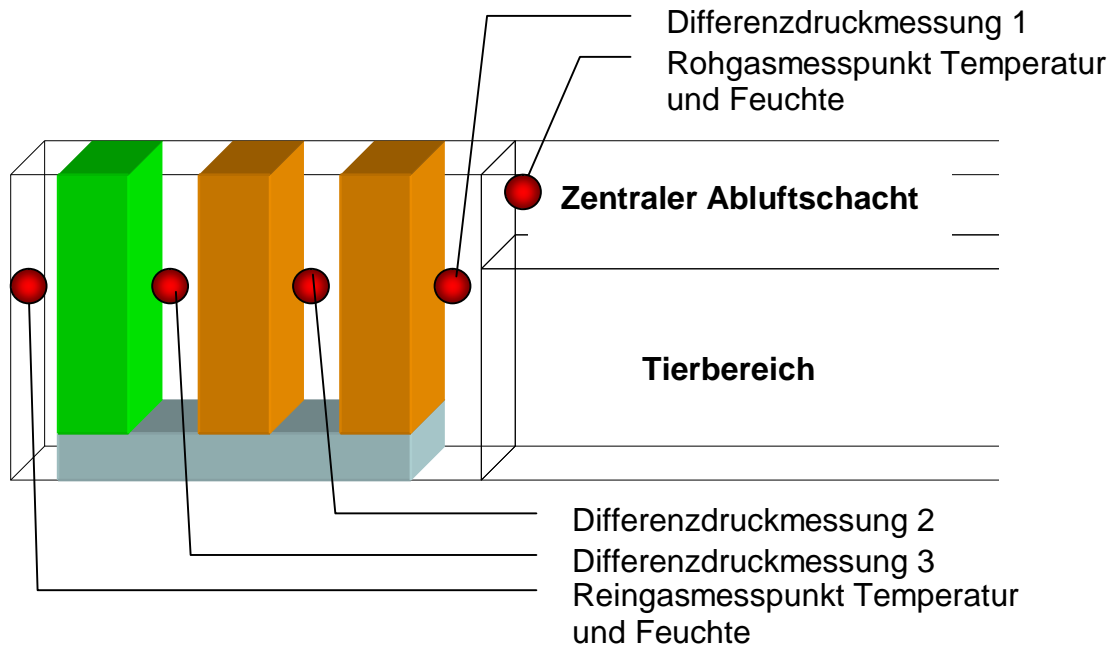 Differenzdruckmessung 1
Rohgasmesspunkt Temperatur
und Feuchte
Zentraler Abluftschacht
Tierbereich
Differenzdruckmessung 2
Differenzdruckmessung 3
Reingasmesspunkt Temperatur
und Feuchte